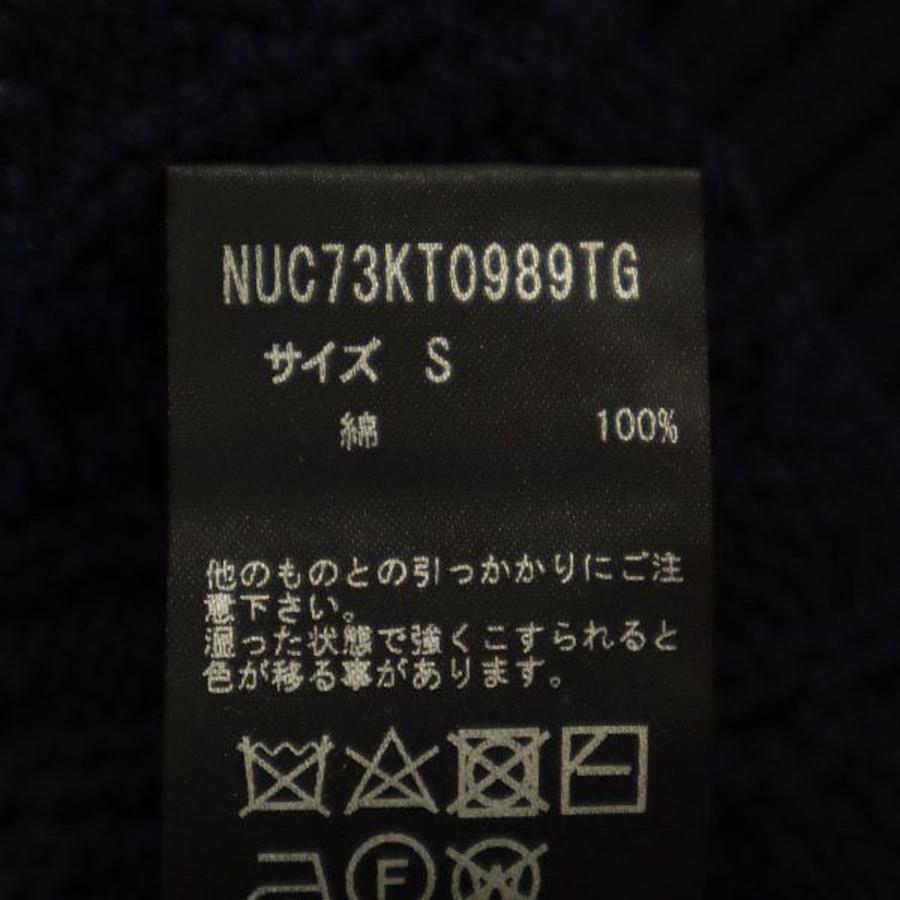 NUC73KT0989TG
サイズ S
綿 100%
他のものとの引っかかりにご注
意下さい。
湿った状態で強くこすられると
色が移る事があります。
F
W